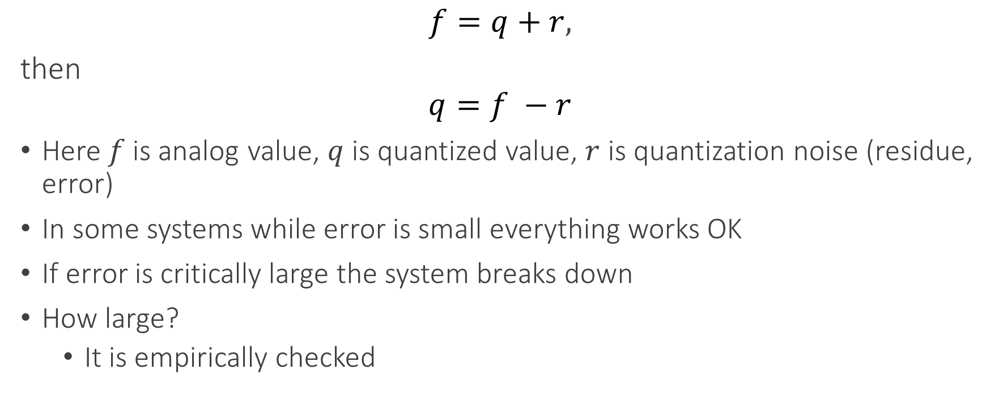 f = q + r,
then
q = f − r
• Here f is analog value, q is quantized value, r is quantization noise (residue,
error)
• In some systems while error is small everything works OK
• If error is critically large the system breaks down
• How large?
• It is empirically checked